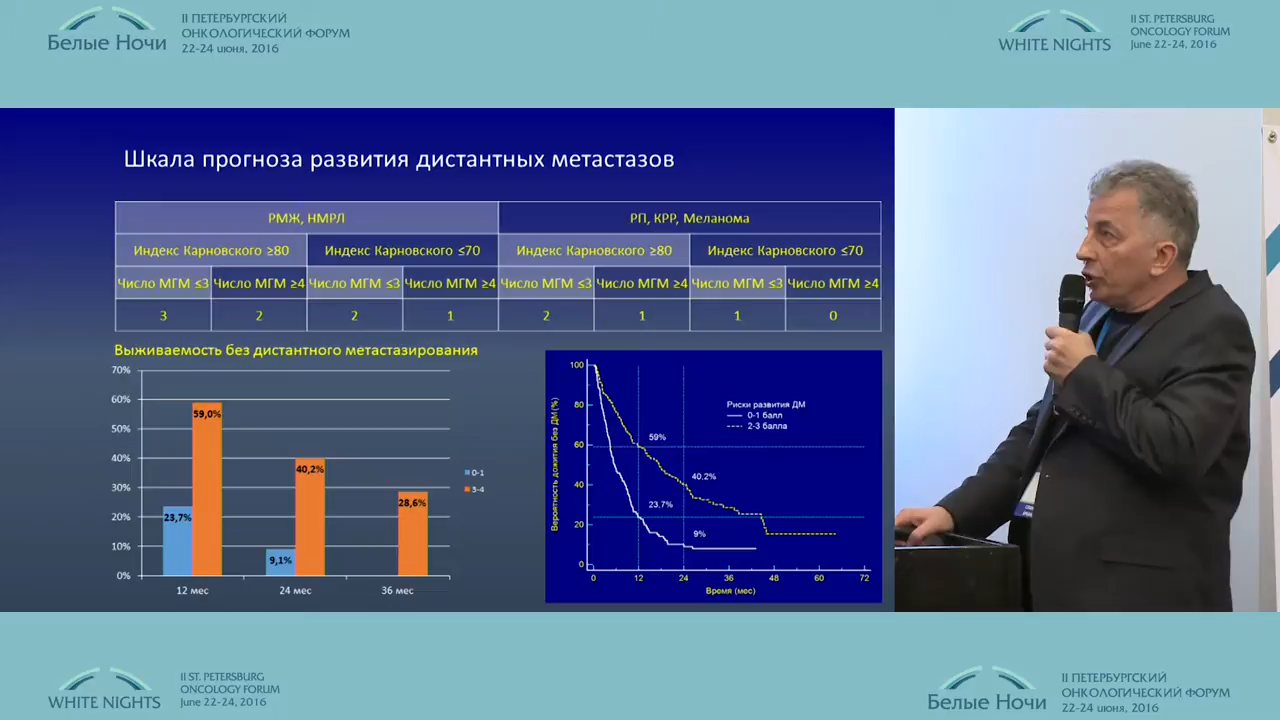 II ПЕТЕРБУРГСКИЙ
ОНКОЛОГИЧЕСКИЙ ФОРУМ
22-24 июня, 2016
Белые Ночи
WHITE NIGHTS
II ST. PETERSBURG
ONCOLOGY FORUM
June 22-24, 2016
Шкала прогноза развития дистантных метастазов
РМЖ, НМРЛ РП, КРР, Меланома
Индекс Карновского ≥80 Индекс Карновского ≤70 Индекс Карновского ≥80 Индекс Карновского ≤70
Число МГМ ≤3 Число МГМ ≥4 Число МГМ ≤3 Число МГМ ≥4 Число МГМ ≤3 Число МГМ ≥4 Число МГМ ≤3 Число МГМ ≥4
3 2 2 1 2 1 1 0
Выживаемость без дистантного метастазирования
70%
60%
50%
40%
30%
20%
10%
0%
23,7%
59,0%
9,1%
40,2%
28,6%
12 мес 24 мес 36 мес
0-1
3-4
Вероятность дожития без ДМ(%)
100
80
60
40
20
0
Риски развития ДМ
0-1 балл
2-3 балла
59%
40.2%
23.7%
9%
0 12 24 36 48 60 72
Время (мес)
WHITE NIGHTS
II ST. PETERSBURG
ONCOLOGY FORUM
June 22-24, 2016
Белые Ночи
II ПЕТЕРБУРГСКИЙ
ОНКОЛОГИЧЕСКИЙ ФОРУМ
22-24 июня, 2016